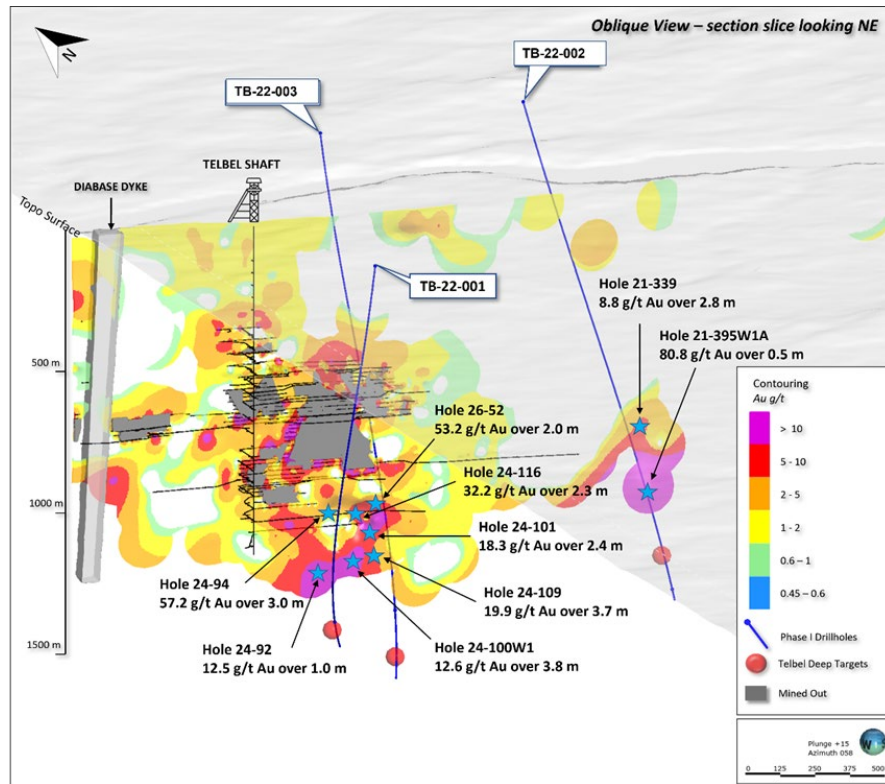 Oblique View – section slice looking NE
N
TB-22-002
TB-22-003
TELBEL SHAFT
DIABASE DYKE
Topo Surface
TB-22-001
Hole 21-339
8.8 g/t Au over 2.8 m
Hole 21-395W1A
80.8 g/t Au over 0.5 m
500 m
Hole 26-52
53.2 g/t Au over 2.0 m
Hole 24-116
32.2 g/t Au over 2.3 m
1000 m
Hole 24-101
18.3 g/t Au over 2.4 m
Hole 24-94
57.2 g/t Au over 3.0 m
Hole 24-109
19.9 g/t Au over 3.7 m
Hole 24-92
12.5 g/t Au over 1.0 m
Hole 24-100W1
12.6 g/t Au over 3.8 m
1500 m
Contouring
Au g/t
> 10
5 - 10
2 - 5
1 - 2
0.6 – 1
0.45 – 0.6
Phase I Drillholes
Telbel Deep Targets
Mined Out
Plunge +15
Azimuth 058
W S
0 125 250 375 500